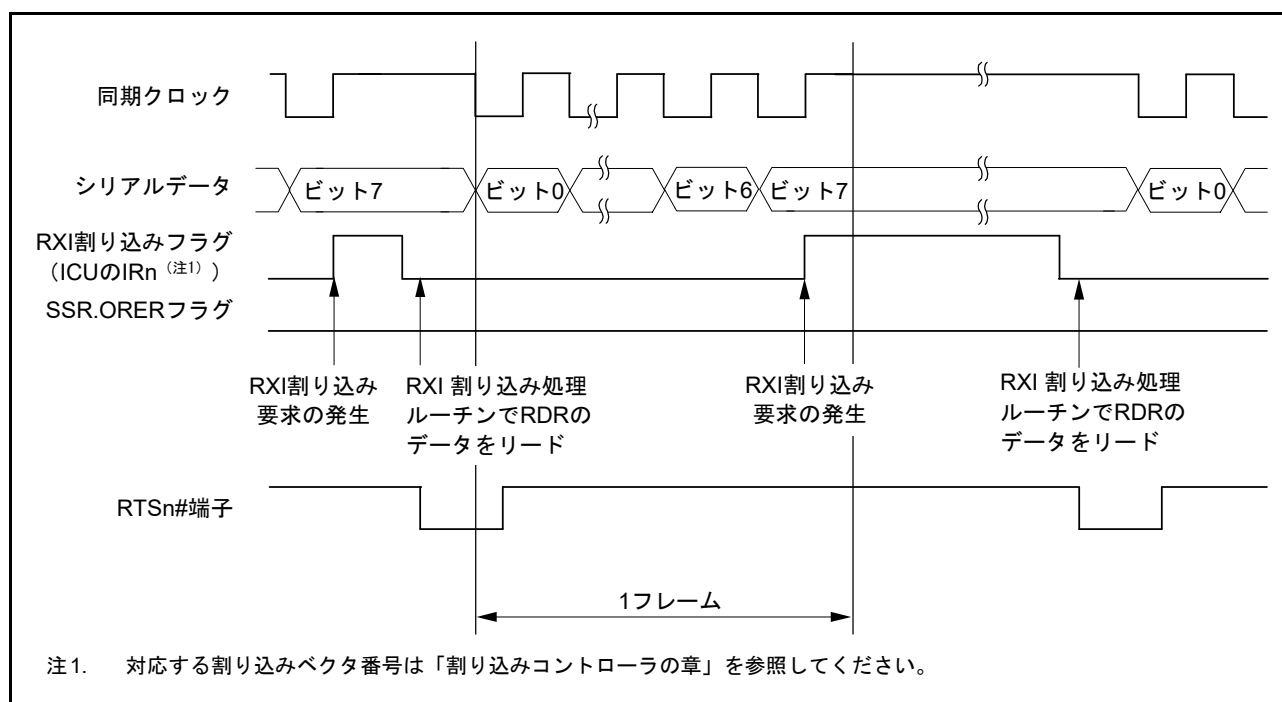 同期クロック
シリアルデータ
ビット7
ビット0
ビット6
ビット7
ビット0
RXI割り込みフラグ
(ICUのIRn (注1) )
SSR.ORERフラグ
RXI割り込み
要求の発生
RXI 割り込み処理
ルーチンでRDRの
データをリード
RXI割り込み
要求の発生
RXI 割り込み処理
ルーチンでRDRの
データをリード
RTSn#端子
1フレーム
注1. 対応する割り込みベクタ番号は「割り込みコントローラの章」を参照してください。